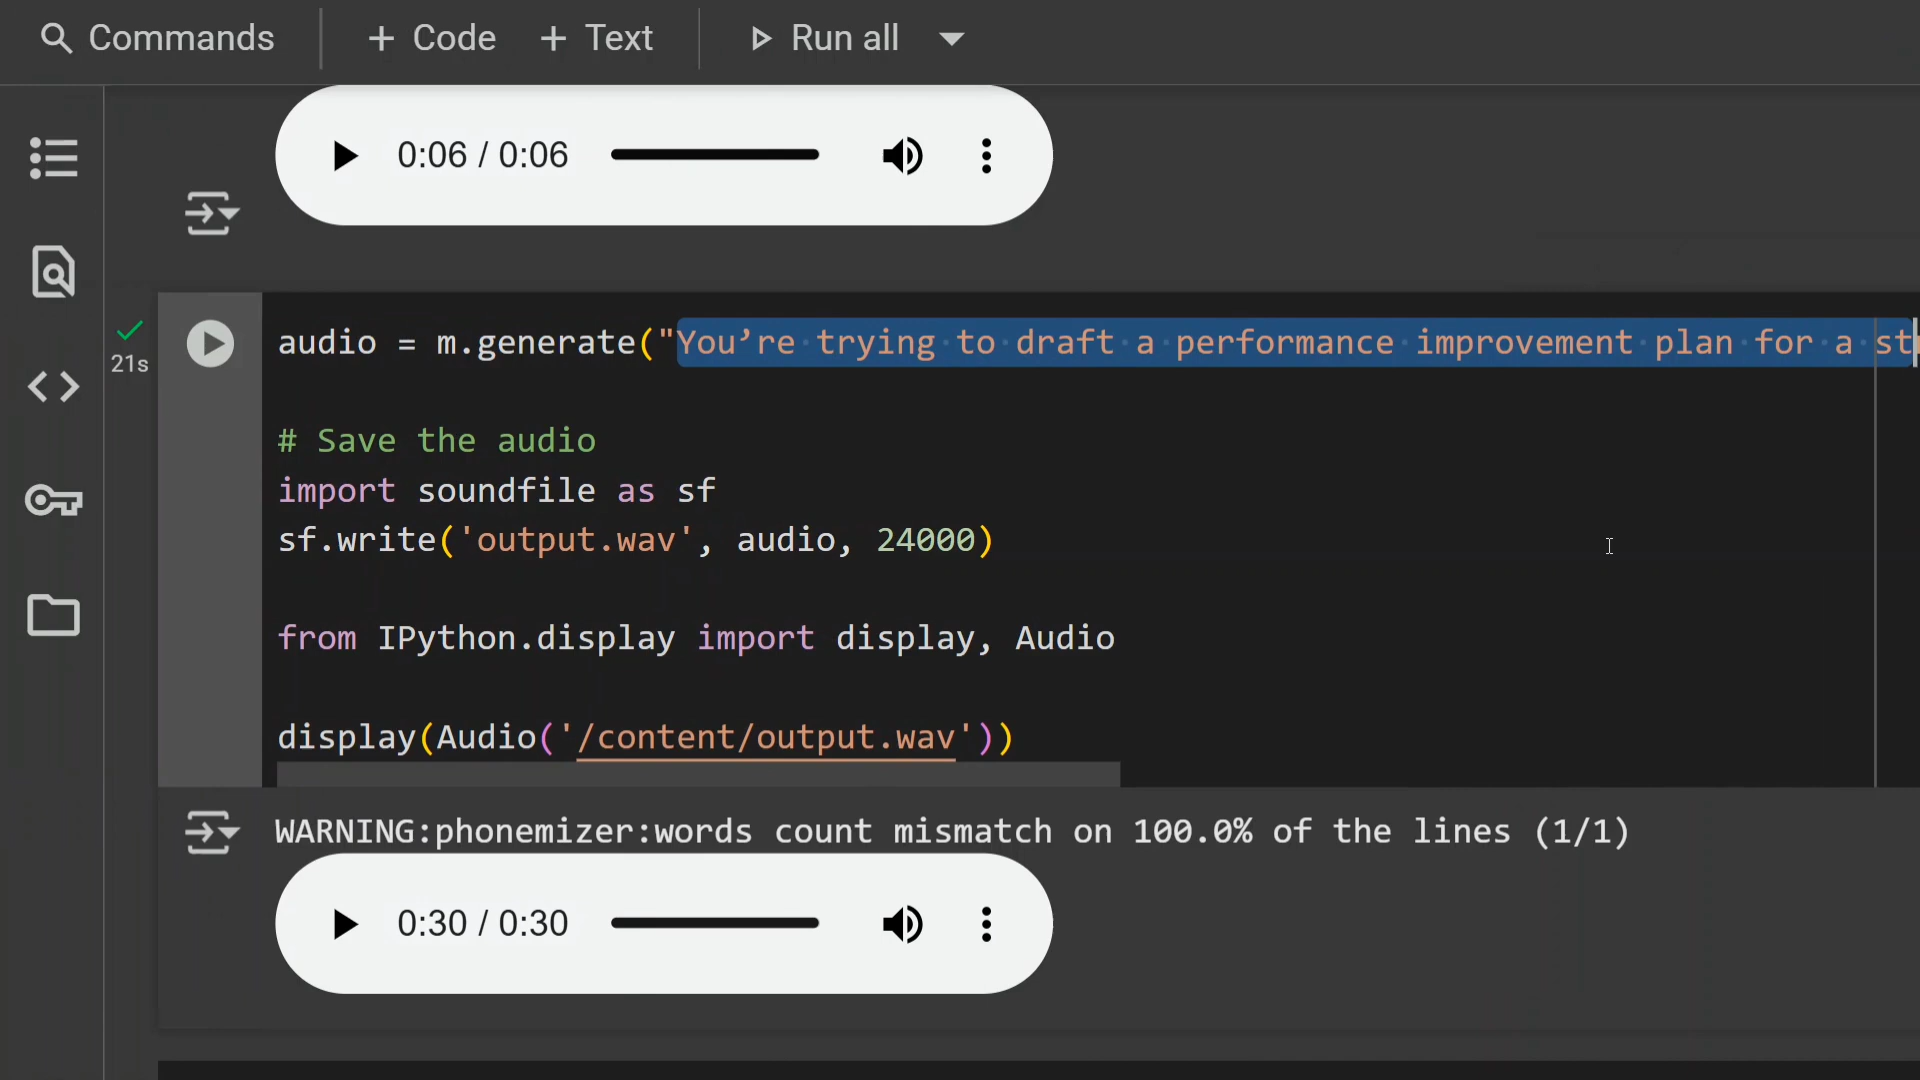 Commands + Code + Text Run all
0:06 / 0:06
21s
audio = m.generate("You’re trying to draft a performance improvement plan for a st
# Save the audio
import soundfile as sf
sf.write('output.wav', audio, 24000)
from IPython.display import display, Audio
display(Audio('/content/output.wav'))
WARNING:phonemizer:words count mismatch on 100.0% of the lines (1/1)
0:30 / 0:30